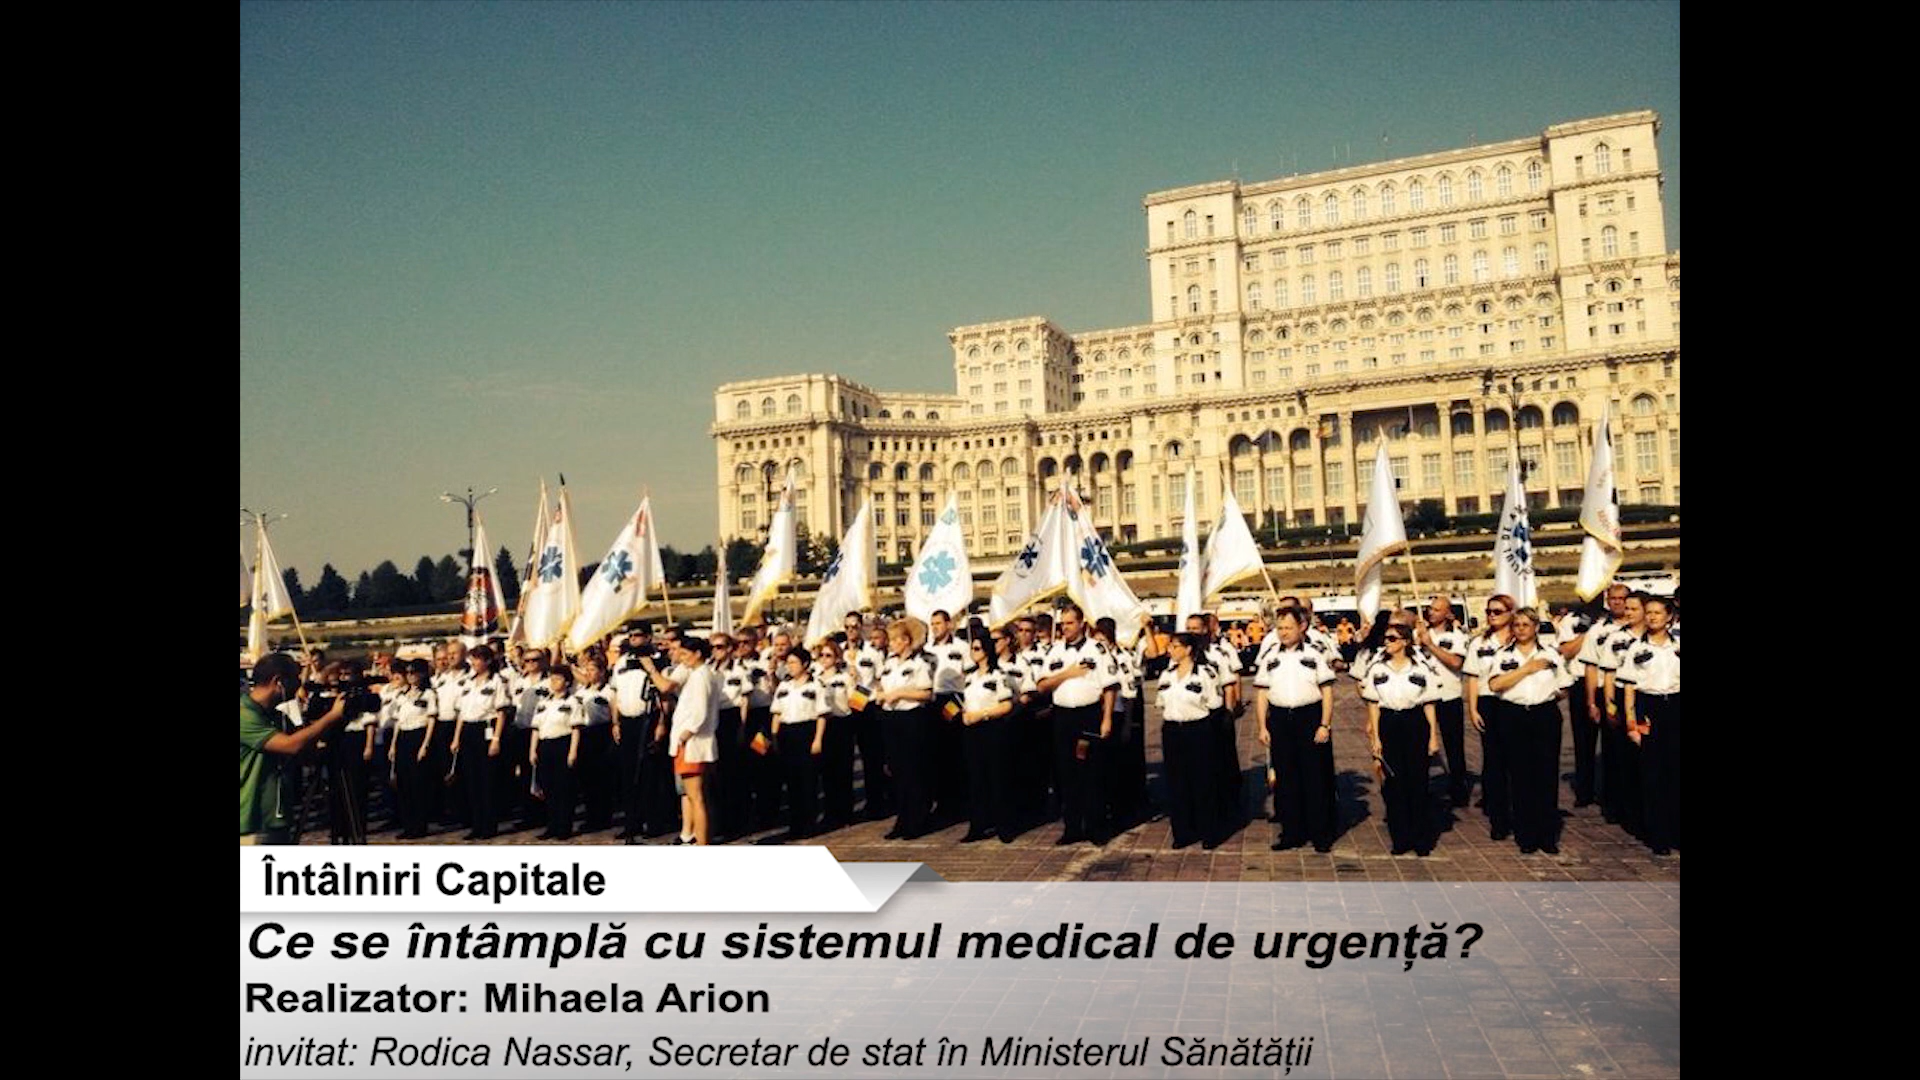 Întâlniri Capitale
Ce se întâmplă cu sistemul medical de urgență?
Realizator: Mihaela Arion
invitat: Rodica Nassar, Secretar de stat în Ministerul Sănătății